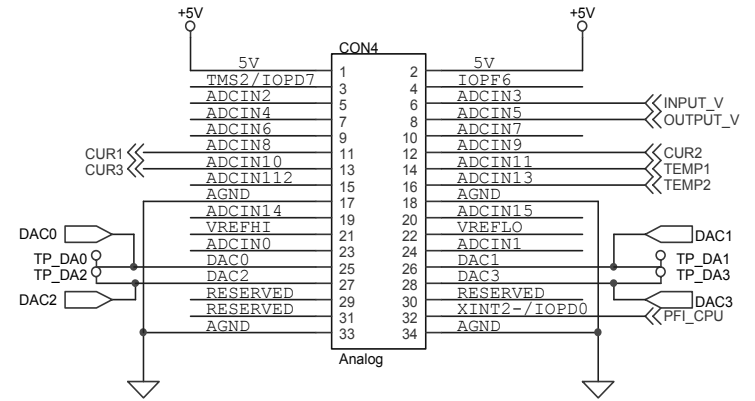 +5V +5V
CON4
5V 1 2 5V
TMS2/IOPD7 3 4 IOPF6
ADCIN2 5 6 ADCIN3 INPUT_V
ADCIN4 7 8 ADCIN5 OUTPUT_V
ADCIN6 9 10 ADCIN7
CUR1 ADCIN8 11 12 ADCIN9 CUR2
CUR3 ADCIN10 13 14 ADCIN11 TEMP1
ADCIN112 15 16 ADCIN13 TEMP2
AGND 17 18 AGND
ADCIN14 19 20 ADCIN15
VREFHI 21 22 VREFLO
DAC0 DAC1
ADCIN0 23 24 ADCIN1
TP_DA0 DAC0 25 26 DAC1 TP_DA1
TP_DA2 DAC2 27 28 DAC3 TP_DA3
DAC2 RESERVED 29 30 RESERVED DAC3
RESERVED 31 32 XINT2-/IOPD0 PFI_CPU
AGND 33 34 AGND
Analog